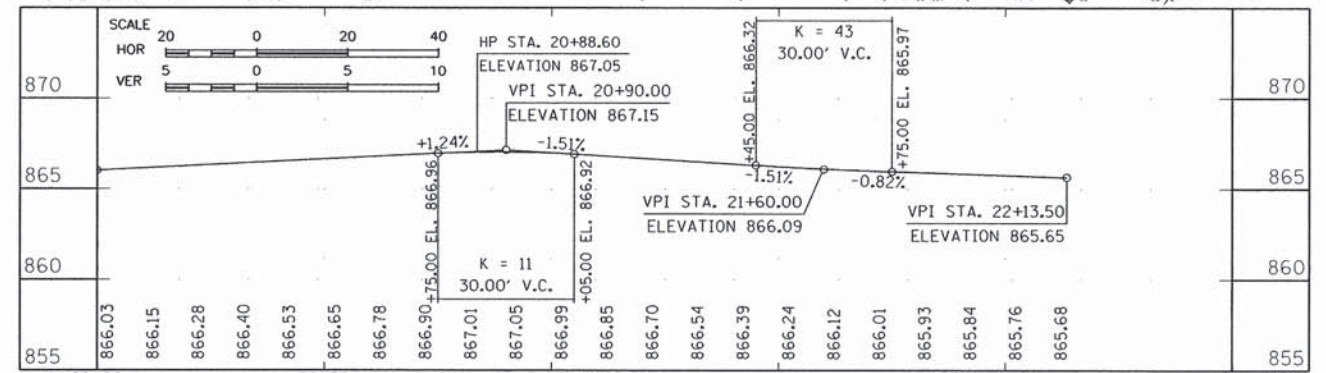 SCALE
HOR 20 0 20 40
VER 5 0 5 10
HP STA. 20+88.60
ELEVATION 867.05
VPI STA. 20+90.00
ELEVATION 867.15
+45.00 EL. 866.32
K = 43
30.00' V.C.
+75.00 EL. 865.97
870 870
+1.24% -1.51%
865 865
-1.51% -0.82%
+75.00 EL. 866.96
+05.00 EL. 866.92
VPI STA. 21+60.00
ELEVATION 866.09
VPI STA. 22+13.50
ELEVATION 865.65
K = 11
30.00' V.C.
860 860
866.03 866.15 866.28 866.40 866.53 866.65 866.78 866.90 867.01 867.05 866.99 866.85 866.70 866.54 866.39 866.24 866.12 866.01 865.93 865.84 865.76 865.68
855 855